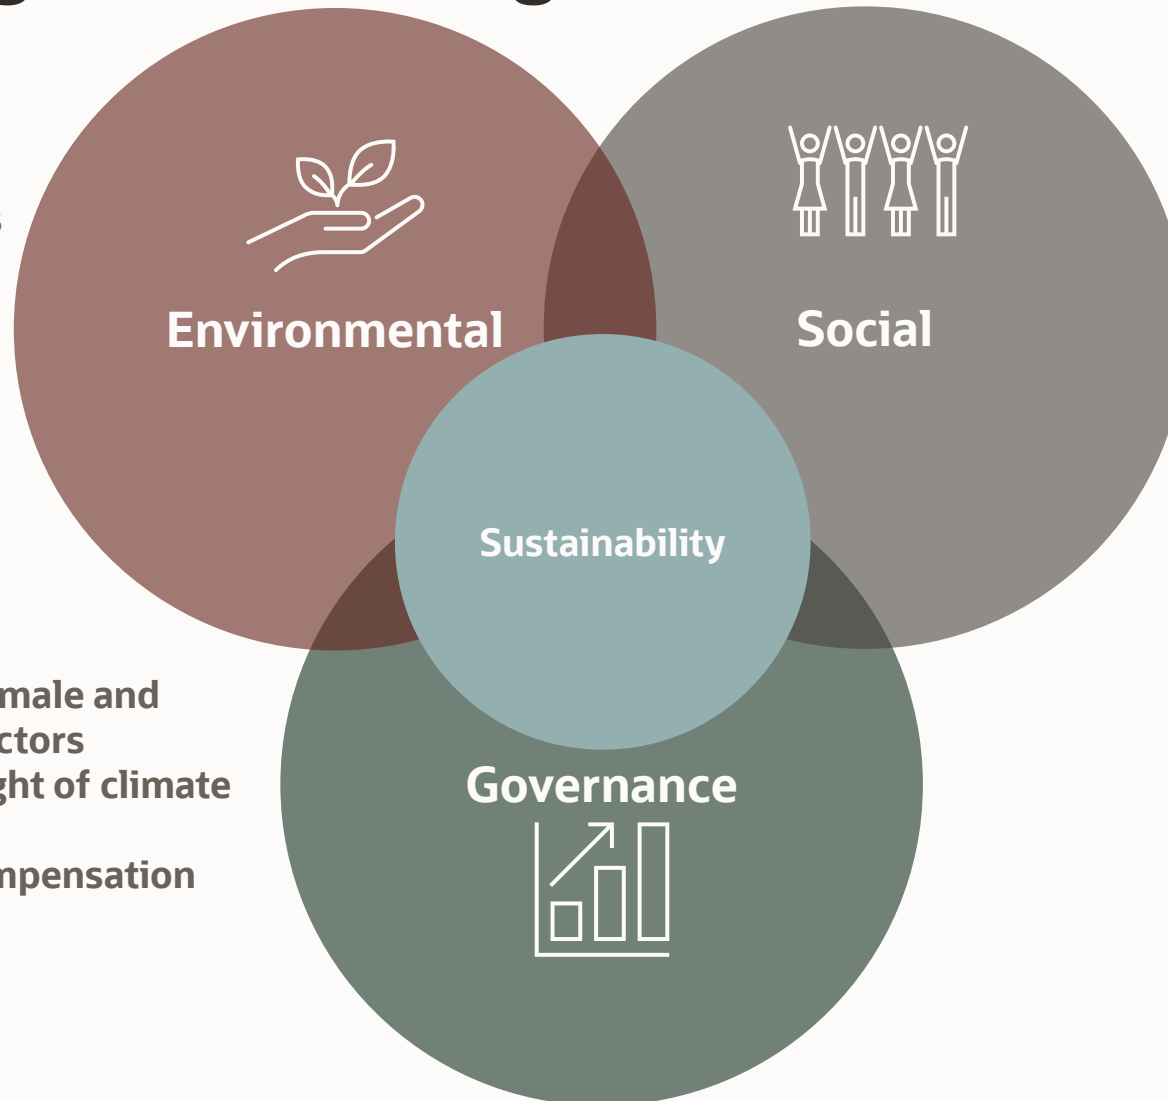 Environmental
Social
Sustainability
male and
ctors
ght of climate
Governance
mpensation